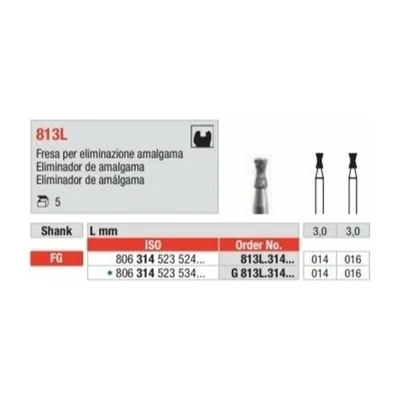 813L
Fresa per eliminazione amalgama
Eliminador de amalgama
Eliminador de amálgama
5
Shank L mm 3,0 3,0
ISO Order No.
FG 806 314 523 524... 813L.314... 014 016
• 806 314 523 534... G 813L.314... 014 016